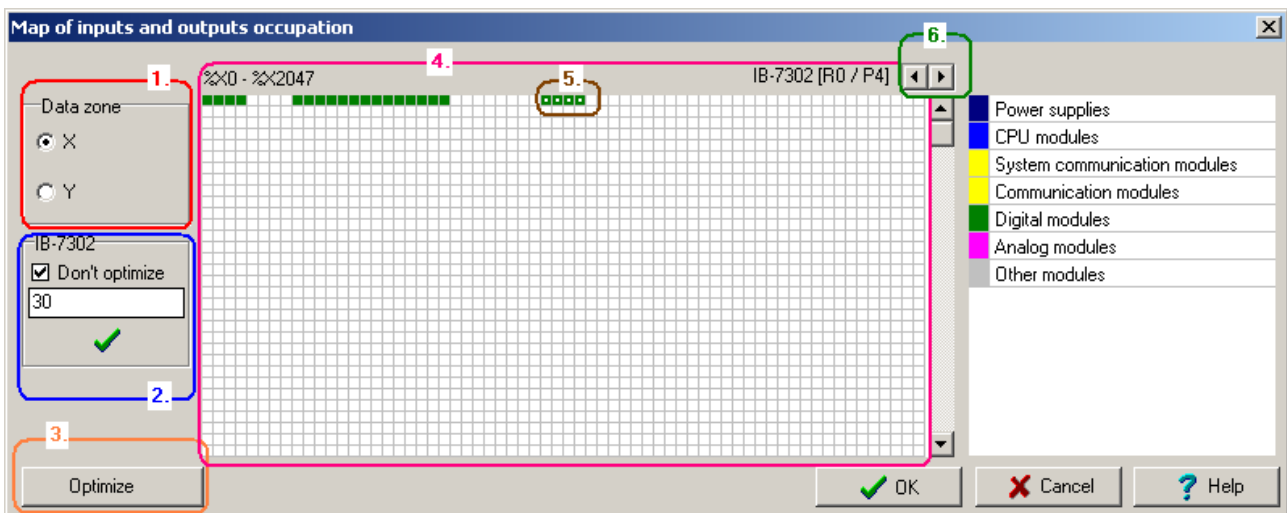 Map of inputs and outputs occupation
6.
1.
4.
%X0 - %X2047
5.
IB-7302 [R0 / P4]
Data zone
X
Y
Power supplies
CPU modules
System communication modules
Communication modules
Digital modules
Analog modules
Other modules
IB-7302
Don't optimize
30
2.
3.
Optimize
OK
Cancel
? Help